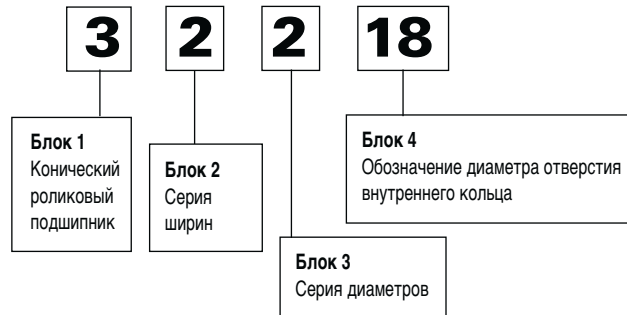 3 2 2 18
Блок 1
Конический
роликовый
подшипник
Блок 2
Серия
ширин
Блок 3
Серия диаметров
Блок 4
Обозначение диаметра отверстия
внутреннего кольца